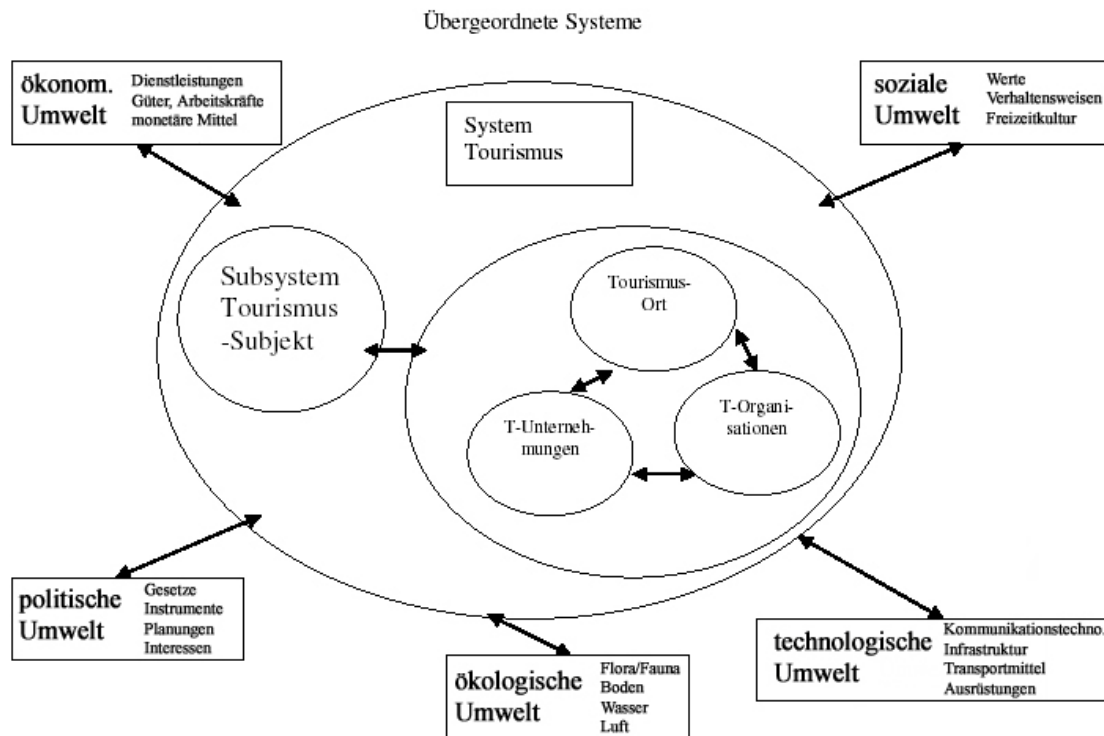 Übergeordnete Systeme
ökonom.
Umwelt
Dienstleistungen
Güter, Arbeitskräfte
monetäre Mittel
soziale
Umwelt
Werte
Verhaltensweisen
Freizeitkultur
System
Tourismus
Subsystem
Tourismus
-Subjekt
Tourismus-
Ort
T-Unterneh-
mungen
T-Organi-
sationen
politische
Umwelt
Gesetze
Instrumente
Planungen
Interessen
ökologische
Umwelt
Flora/Fauna
Boden
Wasser
Luft
technologische
Umwelt
Kommunikationstechno.
Infrastruktur
Transportmittel
Ausrüstungen